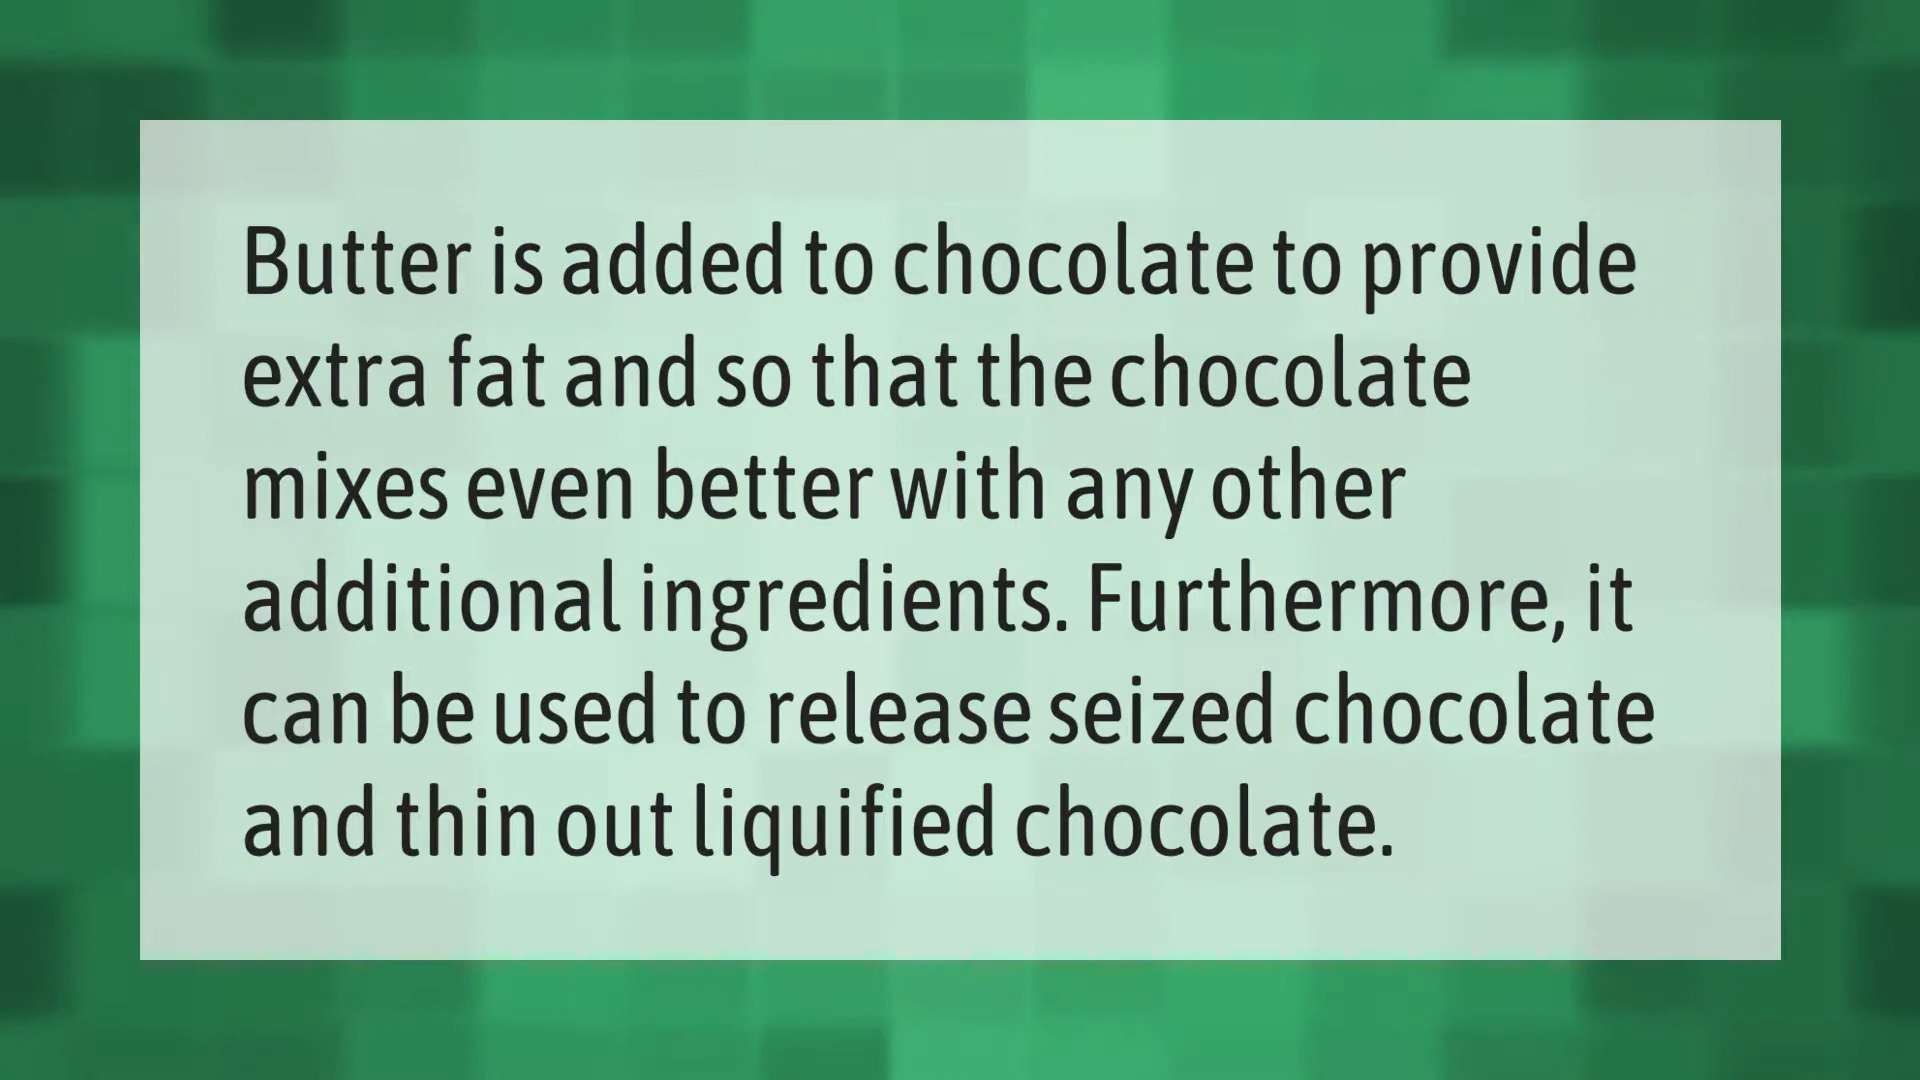 Butter is added to chocolate to provide
extra fat and so that the chocolate
mixes even better with any other
additional ingredients. Furthermore, it
can be used to release seized chocolate
and thin out liquified chocolate.